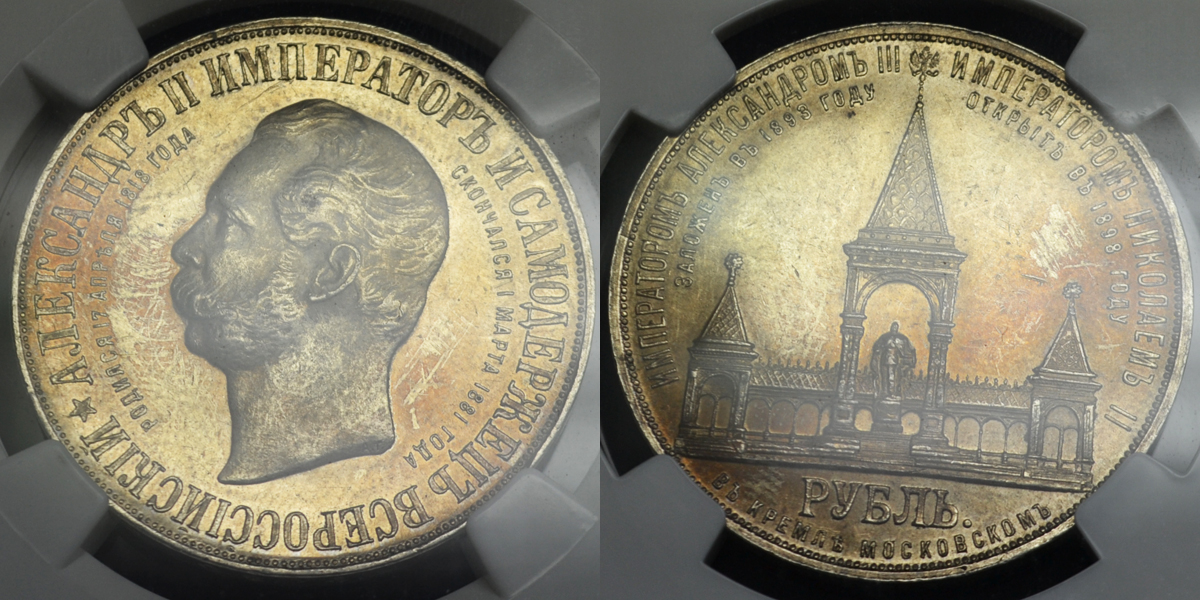 ★ АЛЕКСАНДРЪ II ИМПЕРАТОРЪ И САМОДЕРЖЕЦЪ ВСЕРОССІЙСКІЙ
РОДИЛСЯ 17 АПРѢЛЯ 1818 ГОДА
СКОНЧАЛСЯ 1 МАРТА 1881 ГОДА
ИМПЕРАТОРОМЪ АЛЕКСАНДРОМЪ III
ИМПЕРАТОРОМЪ НИКОЛАЕМЪ II
ЗАЛОЖЕНЪ ВЪ 1893 ГОДУ
ОТКРЫТЪ ВЪ 1898 ГОДУ
РУБЛЬ.
ВЪ КРЕМЛѢ МОСКОВСКОМЪ